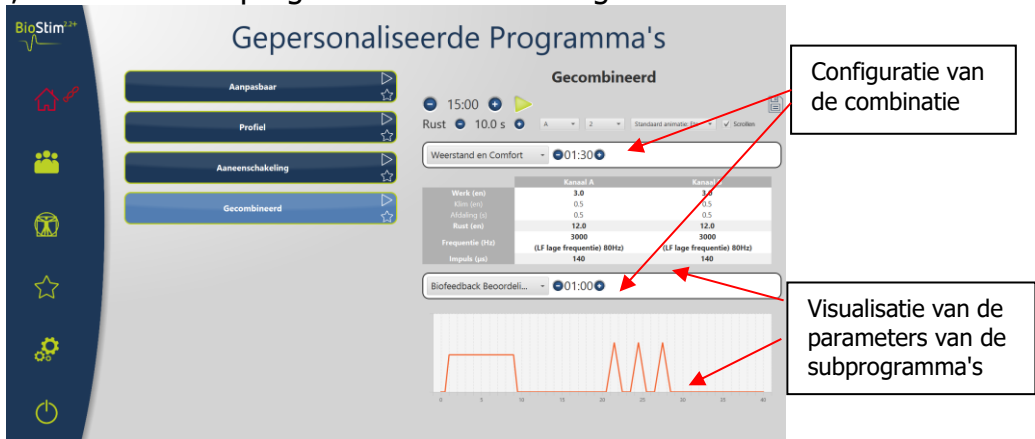 BioStim²·²⁺
Gepersonaliseerde Programma's
Aanpasbaar
Profiel
Aaneenschakeling
Gecombineerd
Gecombineerd
15:00
Rust 10.0 s A 2 Standaard animatie Scrollen
Weerstand en Comfort 01:30
Kanaal A
Werk (en) 3.0 3.0
Klim (en) 0.5 0.5
Afdaling (s) 0.5 0.5
Rust (en) 12.0 12.0
Frequentie (Hz) 3000 3000
(LF lage frequentie) 80Hz) (LF lage frequentie) 80Hz)
Impuls (µs) 140 140
Biofeedback Beoordeli... 01:00
0 5 10 15 20 25 30 35 40
Configuratie van
de combinatie
Visualisatie van de
parameters van de
subprogramma's